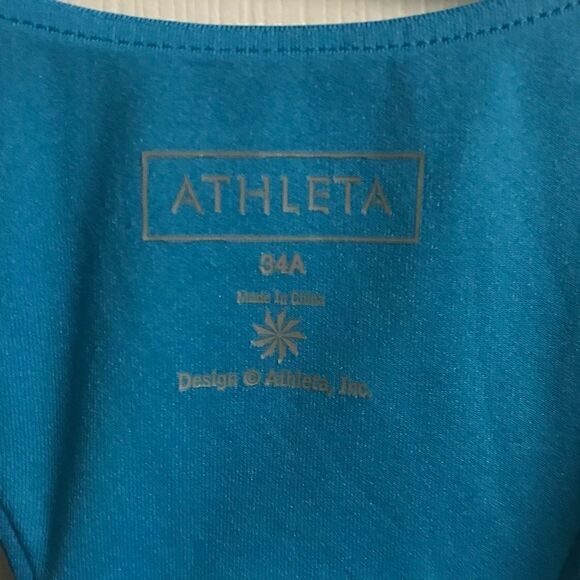 ATHLETA
34A
Made In China
Design © Athleta, Inc.